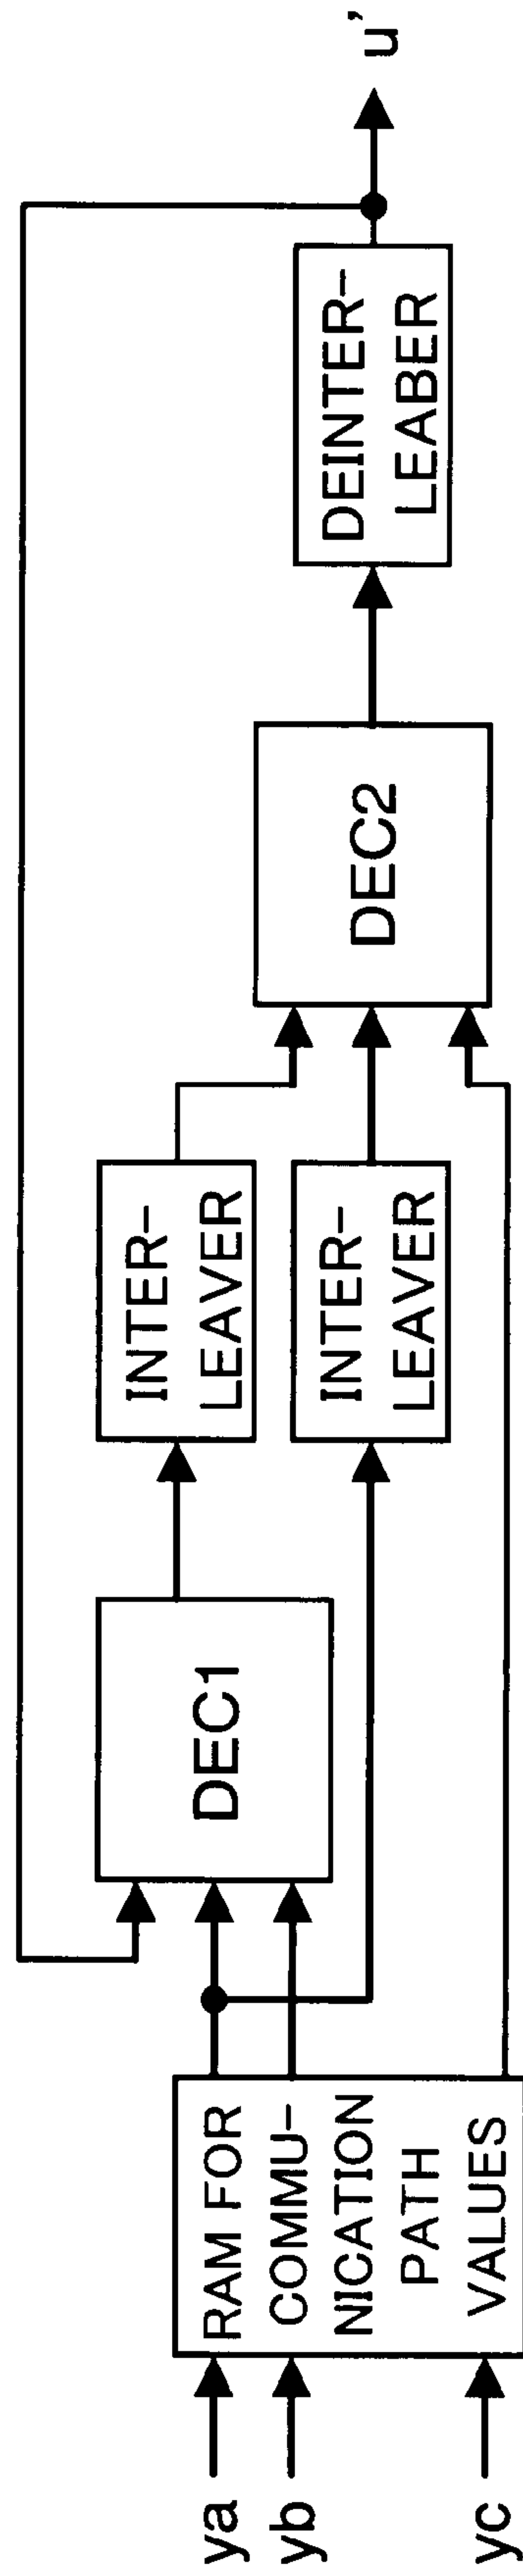 ya
yb
yc
RAM FOR
COMMU-
NICATION
PATH
VALUES
DEC1
INTER-
LEAVER
INTER-
LEAVER
DEC2
DEINTER-
LEABER
u'